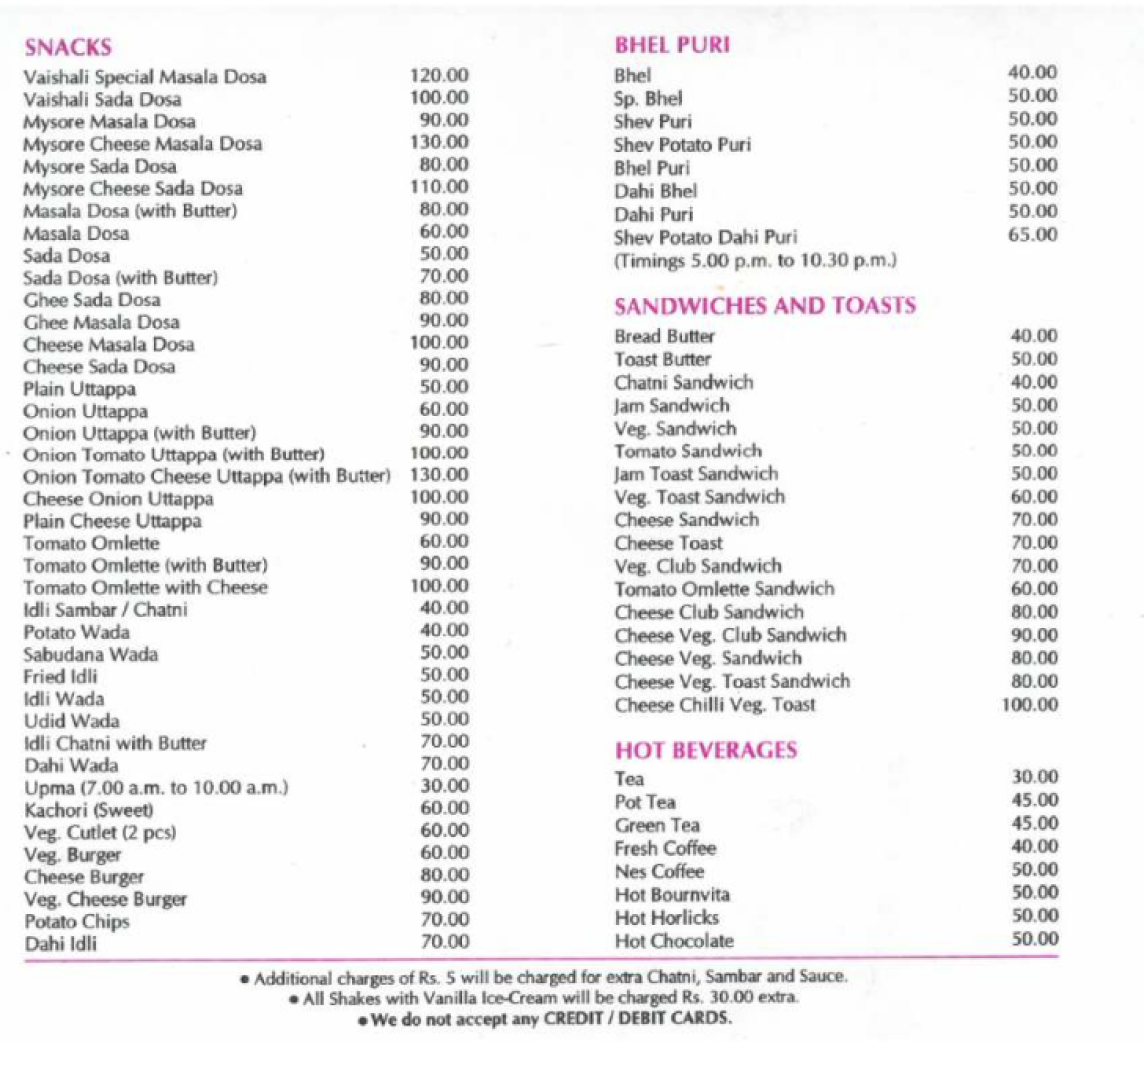 SNACKS
Vaishali Special Masala Dosa 120.00
Vaishali Sada Dosa 100.00
Mysore Masala Dosa 90.00
Mysore Cheese Masala Dosa 130.00
Mysore Sada Dosa 80.00
Mysore Cheese Sada Dosa 110.00
Masala Dosa (with Butter) 80.00
Masala Dosa 60.00
Sada Dosa 50.00
Sada Dosa (with Butter) 70.00
Ghee Sada Dosa 80.00
Ghee Masala Dosa 90.00
Cheese Masala Dosa 100.00
Cheese Sada Dosa 90.00
Plain Uttappa 50.00
Onion Uttappa 60.00
Onion Uttappa (with Butter) 90.00
Onion Tomato Uttappa (with Butter) 100.00
Onion Tomato Cheese Uttappa (with Butter) 130.00
Cheese Onion Uttappa 100.00
Plain Cheese Uttappa 90.00
Tomato Omlette 60.00
Tomato Omlette (with Butter) 90.00
Tomato Omlette with Cheese 100.00
Idli Sambar / Chatni 40.00
Potato Wada 40.00
Sabudana Wada 50.00
Fried Idli 50.00
Idli Wada 50.00
Udid Wada 50.00
Idli Chatni with Butter 70.00
Dahi Wada 70.00
Upma (7.00 a.m. to 10.00 a.m.) 30.00
Kachori (Sweet) 60.00
Veg. Cutlet (2 pcs) 60.00
Veg. Burger 60.00
Cheese Burger 80.00
Veg. Cheese Burger 90.00
Potato Chips 70.00
Dahi Idli 70.00
BHEL PURI
Bhel 40.00
Sp. Bhel 50.00
Shev Puri 50.00
Shev Potato Puri 50.00
Bhel Puri 50.00
Dahi Bhel 50.00
Dahi Puri 50.00
Shev Potato Dahi Puri 65.00
(Timings 5.00 p.m. to 10.30 p.m.)
SANDWICHES AND TOASTS
Bread Butter 40.00
Toast Butter 50.00
Chatni Sandwich 40.00
Jam Sandwich 50.00
Veg. Sandwich 50.00
Tomato Sandwich 50.00
Jam Toast Sandwich 50.00
Veg. Toast Sandwich 60.00
Cheese Sandwich 70.00
Cheese Toast 70.00
Veg. Club Sandwich 70.00
Tomato Omlette Sandwich 60.00
Cheese Club Sandwich 80.00
Cheese Veg. Club Sandwich 90.00
Cheese Veg. Sandwich 80.00
Cheese Veg. Toast Sandwich 80.00
Cheese Chilli Veg. Toast 100.00
HOT BEVERAGES
Tea 30.00
Pot Tea 45.00
Green Tea 45.00
Fresh Coffee 40.00
Nes Coffee 50.00
Hot Bournvita 50.00
Hot Horlicks 50.00
Hot Chocolate 50.00
● Additional charges of Rs. 5 will be charged for extra Chatni, Sambar and Sauce.
● All Shakes with Vanilla Ice-Cream will be charged Rs. 30.00 extra.
● We do not accept any CREDIT / DEBIT CARDS.